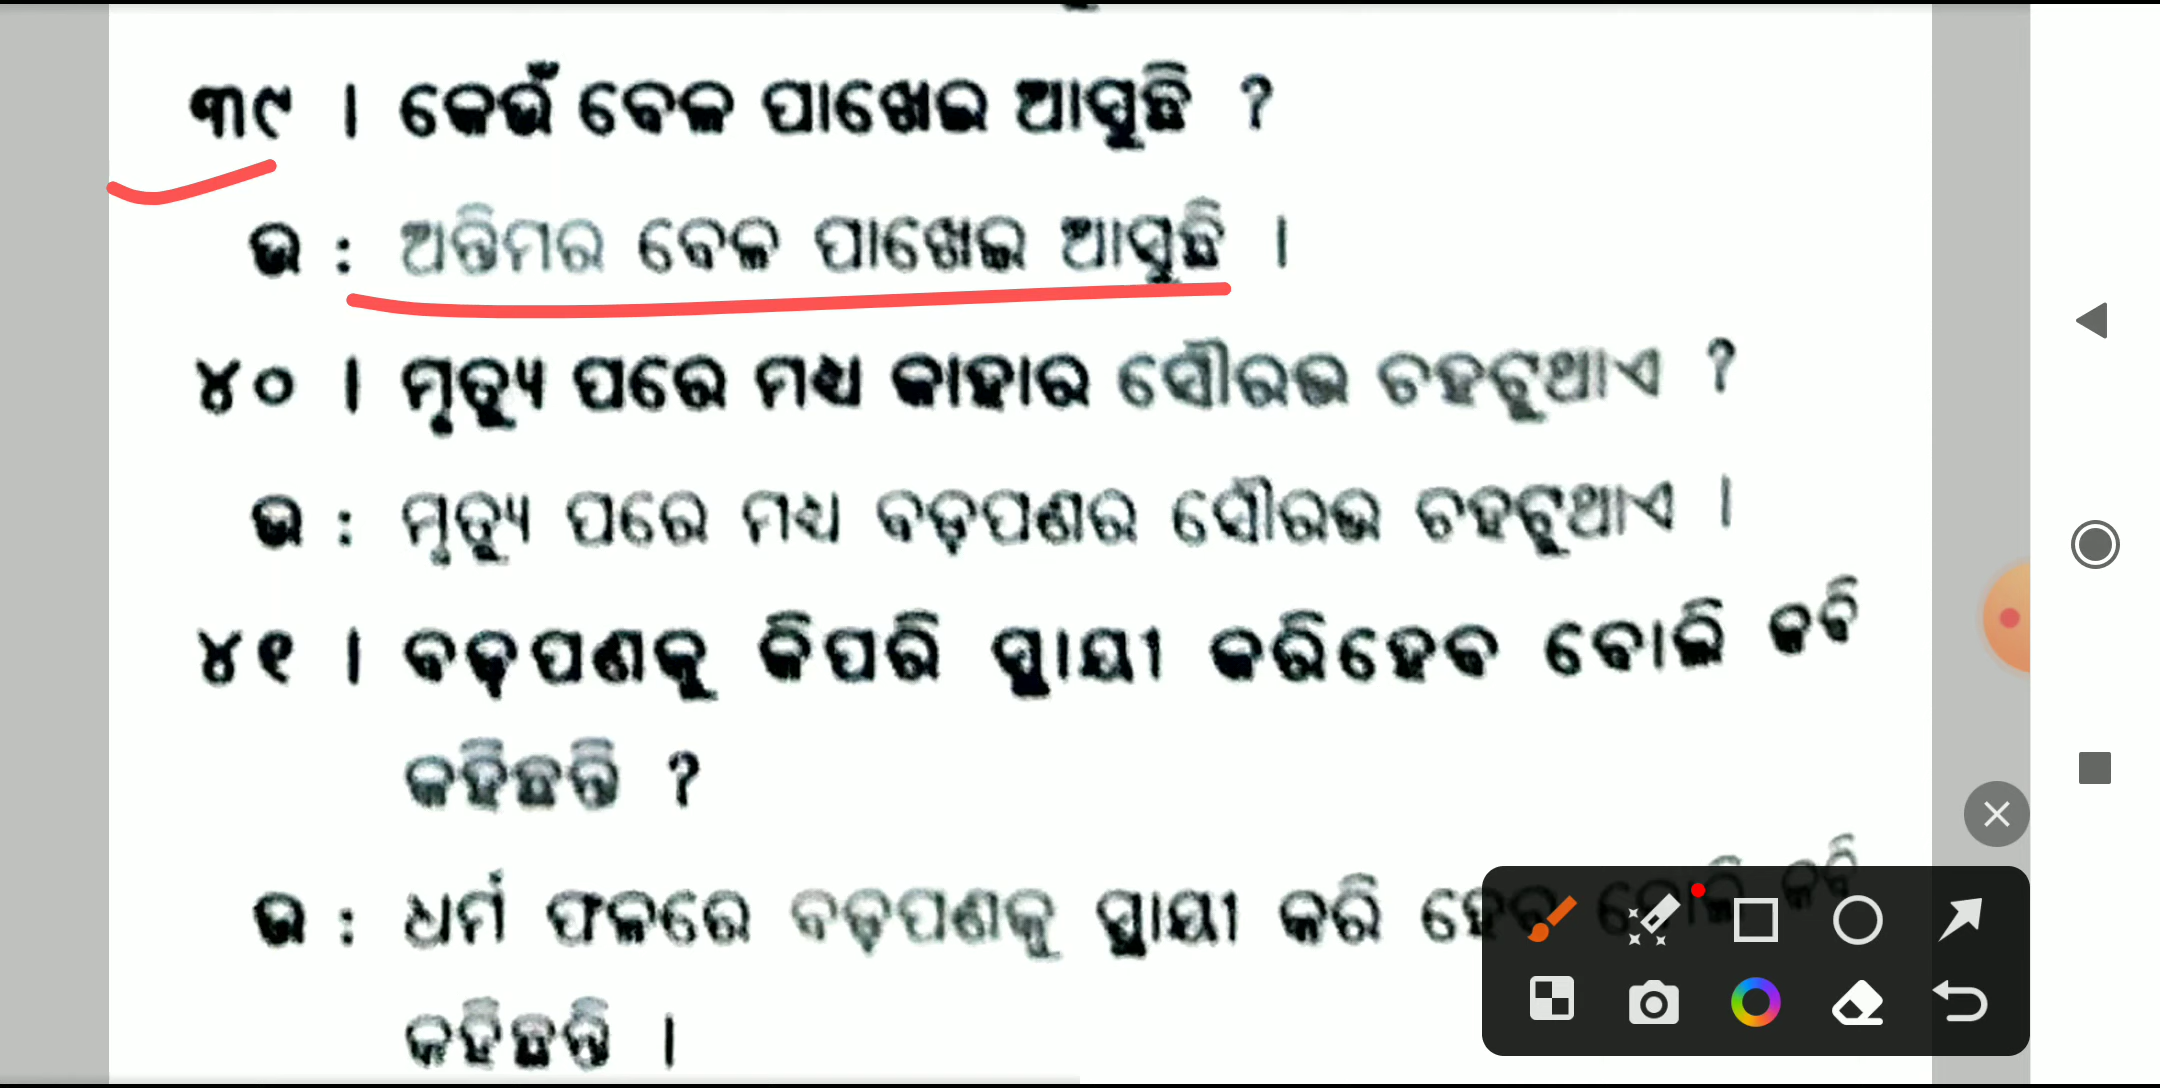 ୩୯ । କେଉଁ ବେଳ ପାଖେଇ ଆସୁଛି ?
ଉ : ଅନ୍ତିମର ବେଳ ପାଖେଇ ଆସୁଛି ।
୪୦ । ମୃତ୍ୟୁ ପରେ ମଧ୍ୟ କାହାର ସୌରଭ ଚହଟୁଥାଏ ?
ଉ : ମୃତ୍ୟୁ ପରେ ମଧ୍ୟ ବଡ଼ପଣର ସୌରଭ ଚହଟୁଥାଏ ।
୪୧ । ବଡ଼ପଣକୁ କିପରି ସ୍ଥାୟୀ କରିହେବ ବୋଲି କବି
କହିଛନ୍ତି ?
ଉ : ଧର୍ମ ଫଳରେ ବଡ଼ପଣକୁ ସ୍ଥାୟୀ କରି ହେବ ବୋଲି କବି
କହିଛନ୍ତି ।